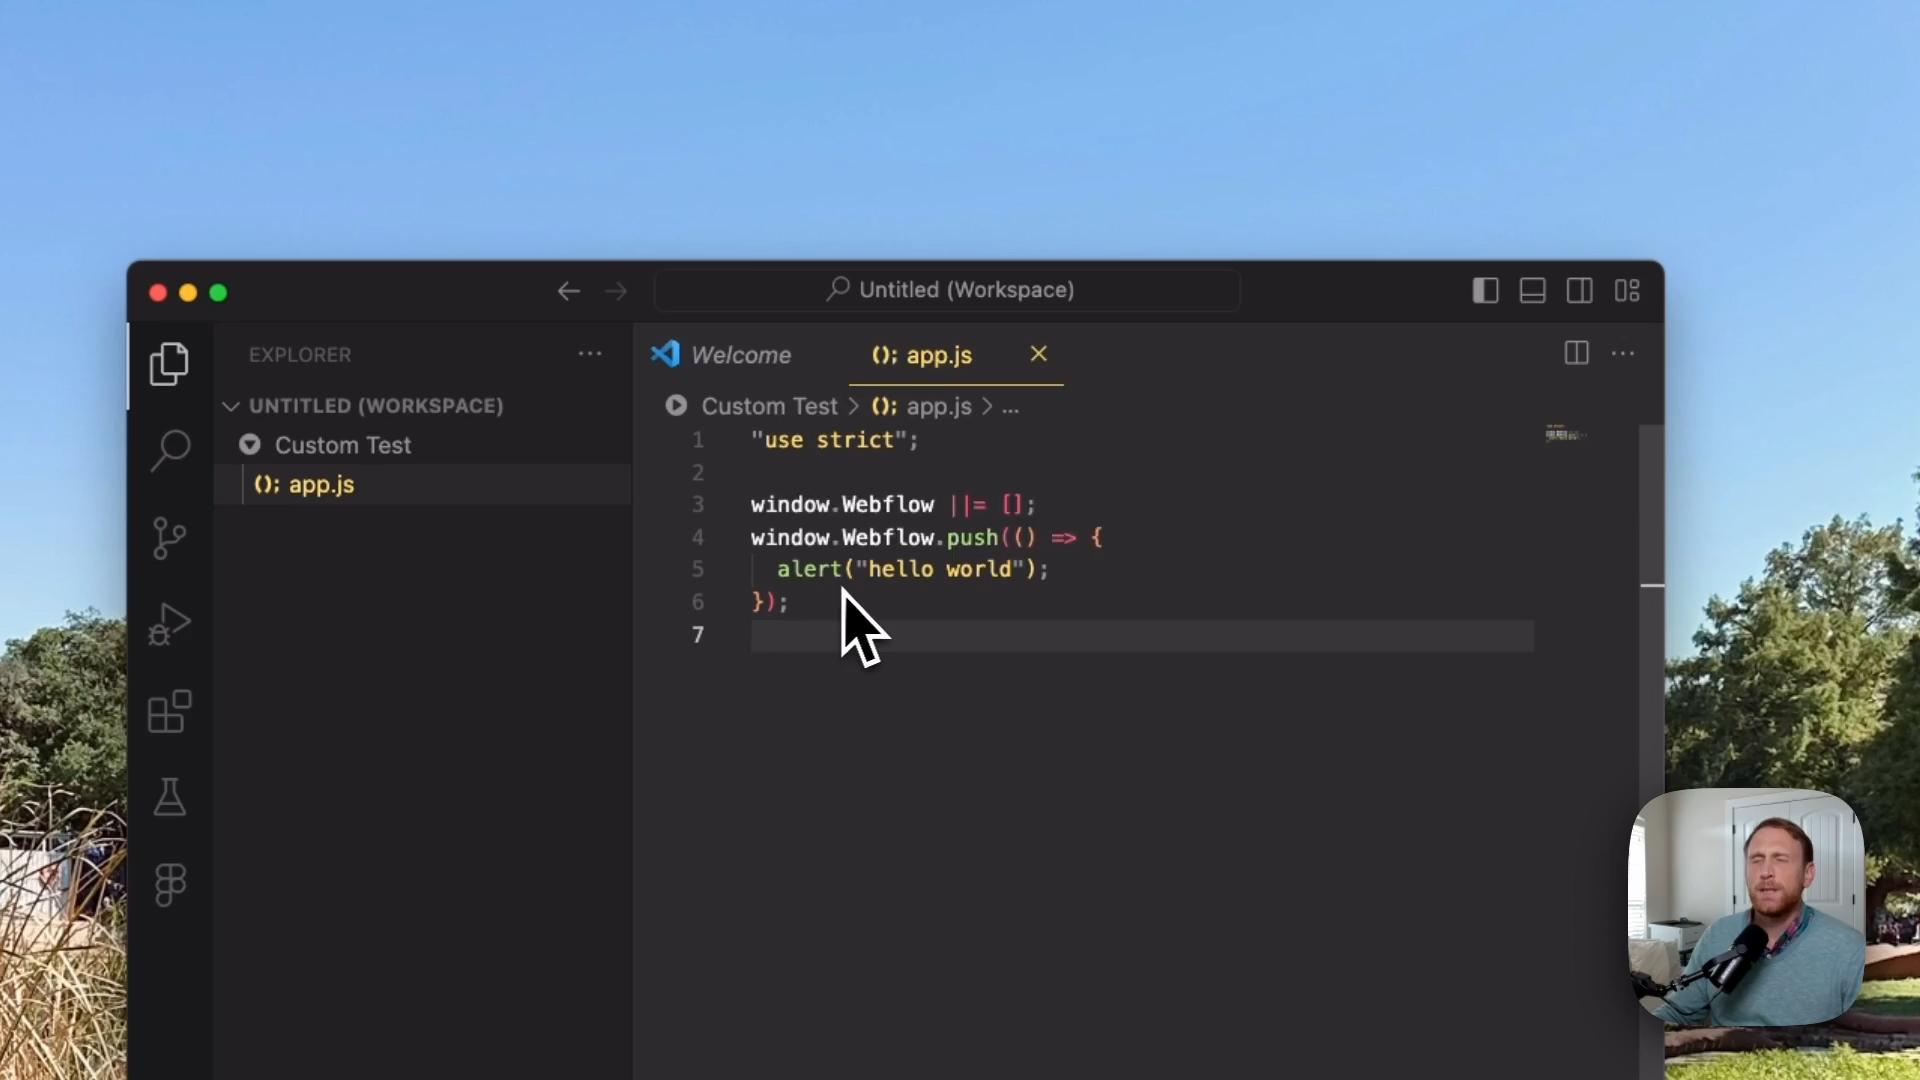 Untitled (Workspace)
EXPLORER
UNTITLED (WORKSPACE)
Custom Test
(); app.js
Welcome
(); app.js
Custom Test > (); app.js > ...
1 "use strict";
2
3 window.Webflow ||= [];
4 window.Webflow.push(() => {
5 alert("hello world");
6 });
7